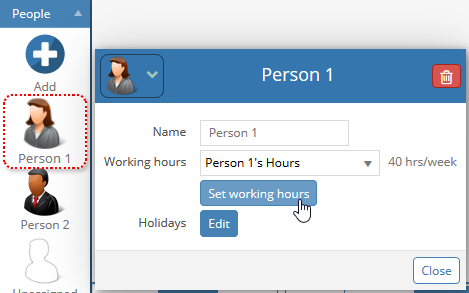 People
Add
Person 1
Person 2
Unassigned
Person 1
Name Person 1
Working hours Person 1's Hours 40 hrs/week
Set working hours
Holidays Edit
Close